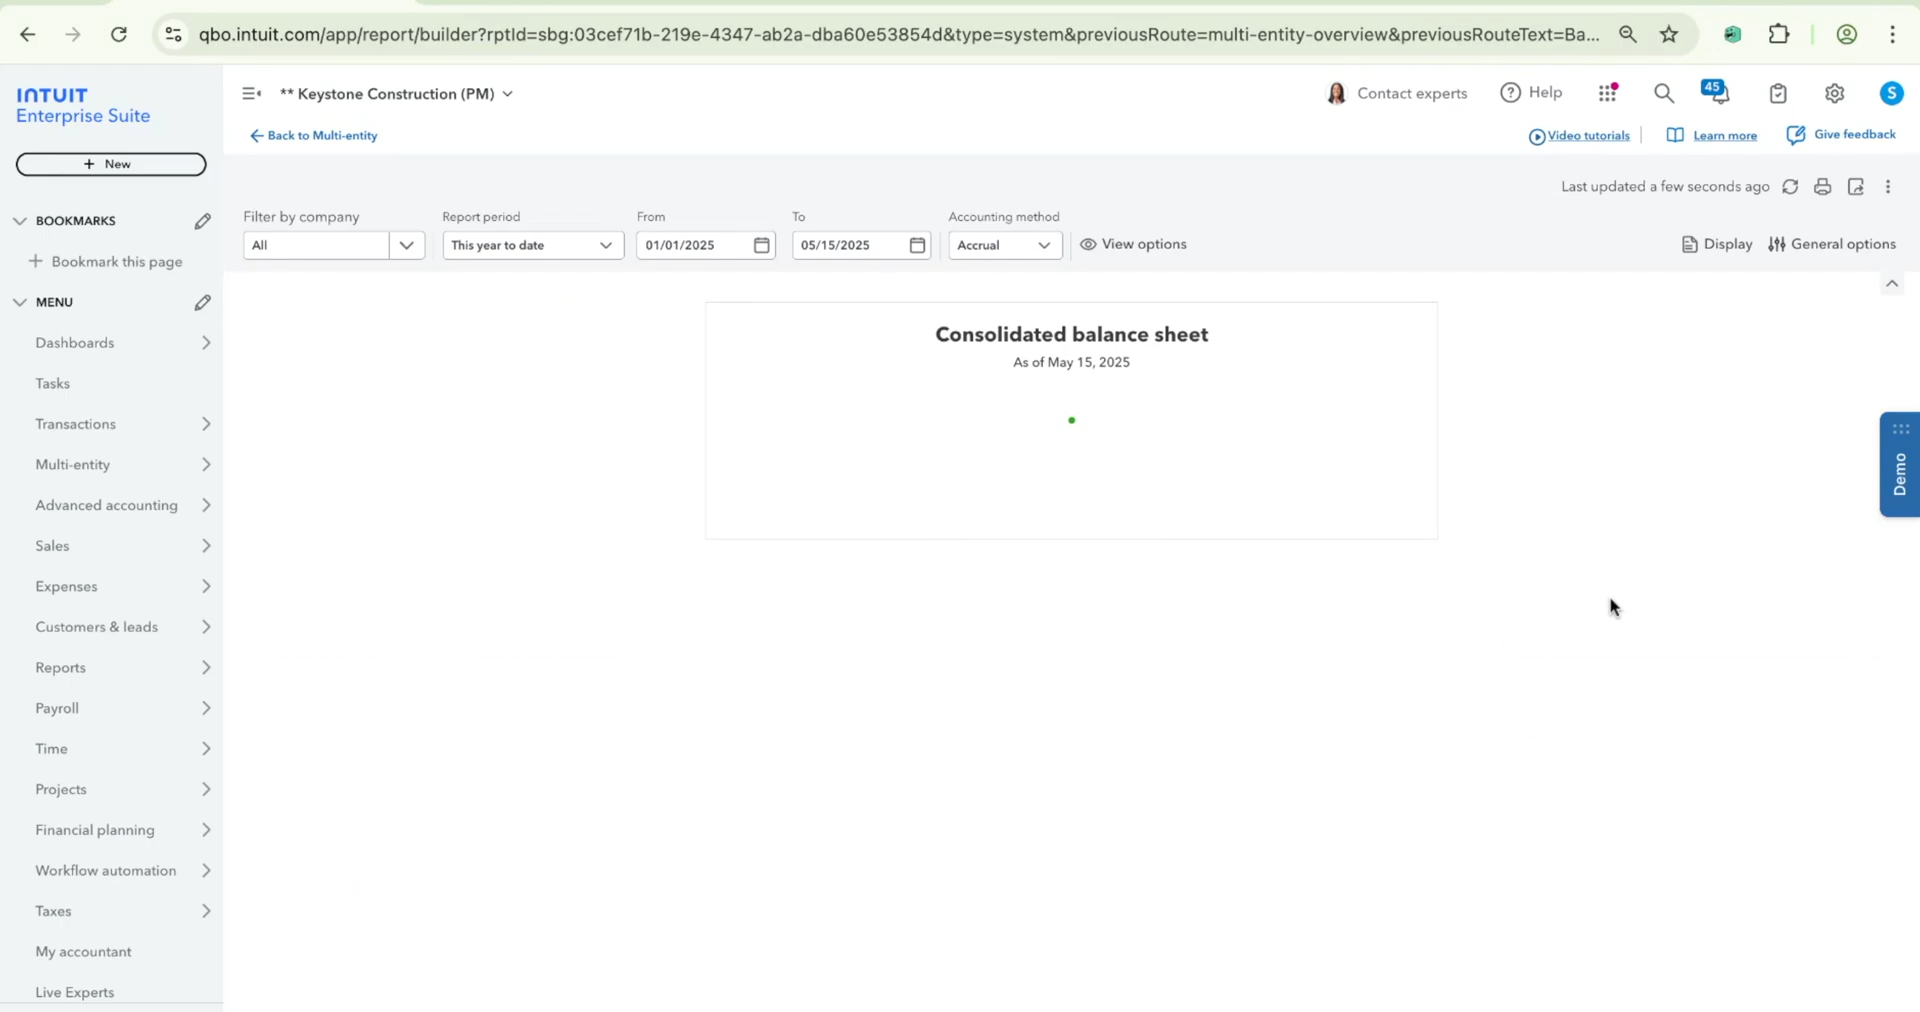 qbo.intuit.com/app/report/builder?rptId=sbg:03cef71b-219e-4347-ab2a-dba60e53854d&type=system&previousRoute=multi-entity-overview&previousRouteText=Ba...
INTUIT
Enterprise Suite
** Keystone Construction (PM)
Contact experts
Help
45
S
Back to Multi-entity
Video tutorials
Learn more
Give feedback
+ New
Last updated a few seconds ago
BOOKMARKS
+ Bookmark this page
MENU
Dashboards
Tasks
Transactions
Multi-entity
Advanced accounting
Sales
Expenses
Customers & leads
Reports
Payroll
Time
Projects
Financial planning
Workflow automation
Taxes
My accountant
Live Experts
Filter by company
All
Report period
This year to date
From
01/01/2025
To
05/15/2025
Accounting method
Accrual
View options
Display
General options
Consolidated balance sheet
As of May 15, 2025
Demo